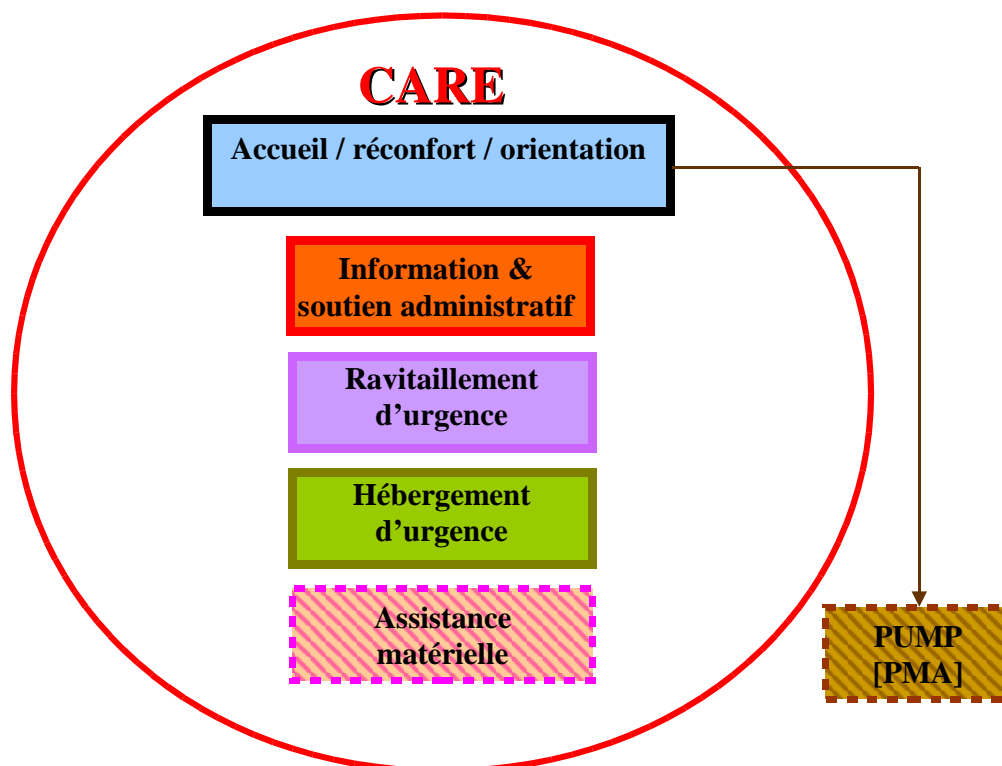 CARE
Accueil / réconfort / orientation
Information &
soutien administratif
Ravitaillement
d’urgence
Hébergement
d’urgence
Assistance
matérielle
PUMP
[PMA]